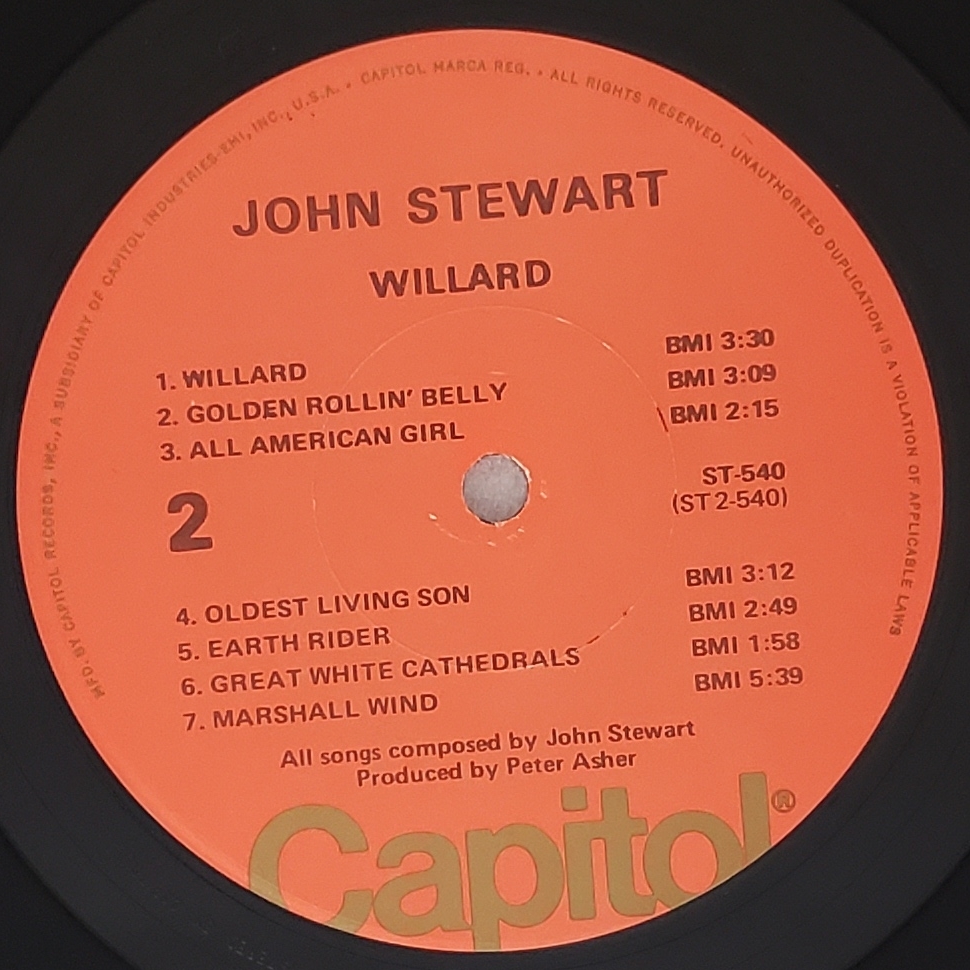 MFD. BY CAPITOL RECORDS, INC., A SUBSIDIARY OF CAPITOL INDUSTRIES-EMI, INC., U.S.A. • CAPITOL MARCA REG. • ALL RIGHTS RESERVED. UNAUTHORIZED DUPLICATION IS A VIOLATION OF APPLICABLE LAWS
JOHN STEWART
WILLARD
1. WILLARD BMI 3:30
2. GOLDEN ROLLIN' BELLY BMI 3:09
3. ALL AMERICAN GIRL BMI 2:15
2
ST-540
(ST2-540)
4. OLDEST LIVING SON BMI 3:12
5. EARTH RIDER BMI 2:49
6. GREAT WHITE CATHEDRALS BMI 1:58
7. MARSHALL WIND BMI 5:39
All songs composed by John Stewart
Produced by Peter Asher
Capitol®